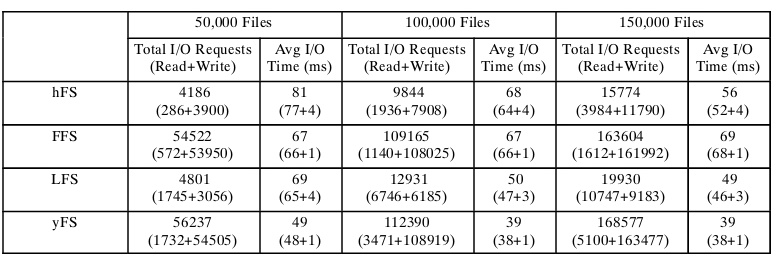 50,000 Files 100,000 Files 150,000 Files
Total I/O Requests Avg I/O Total I/O Requests Avg I/O Total I/O Requests Avg I/O
(Read+Write) Time (ms) (Read+Write) Time (ms) (Read+Write) Time (ms)
hFS 4186 81 9844 68 15774 56
(286+3900) (77+4) (1936+7908) (64+4) (3984+11790) (52+4)
FFS 54522 67 109165 67 163604 69
(572+53950) (66+1) (1140+108025) (66+1) (1612+161992) (68+1)
LFS 4801 69 12931 50 19930 49
(1745+3056) (65+4) (6746+6185) (47+3) (10747+9183) (46+3)
yFS 56237 49 112390 39 168577 39
(1732+54505) (48+1) (3471+108919) (38+1) (5100+163477) (38+1)